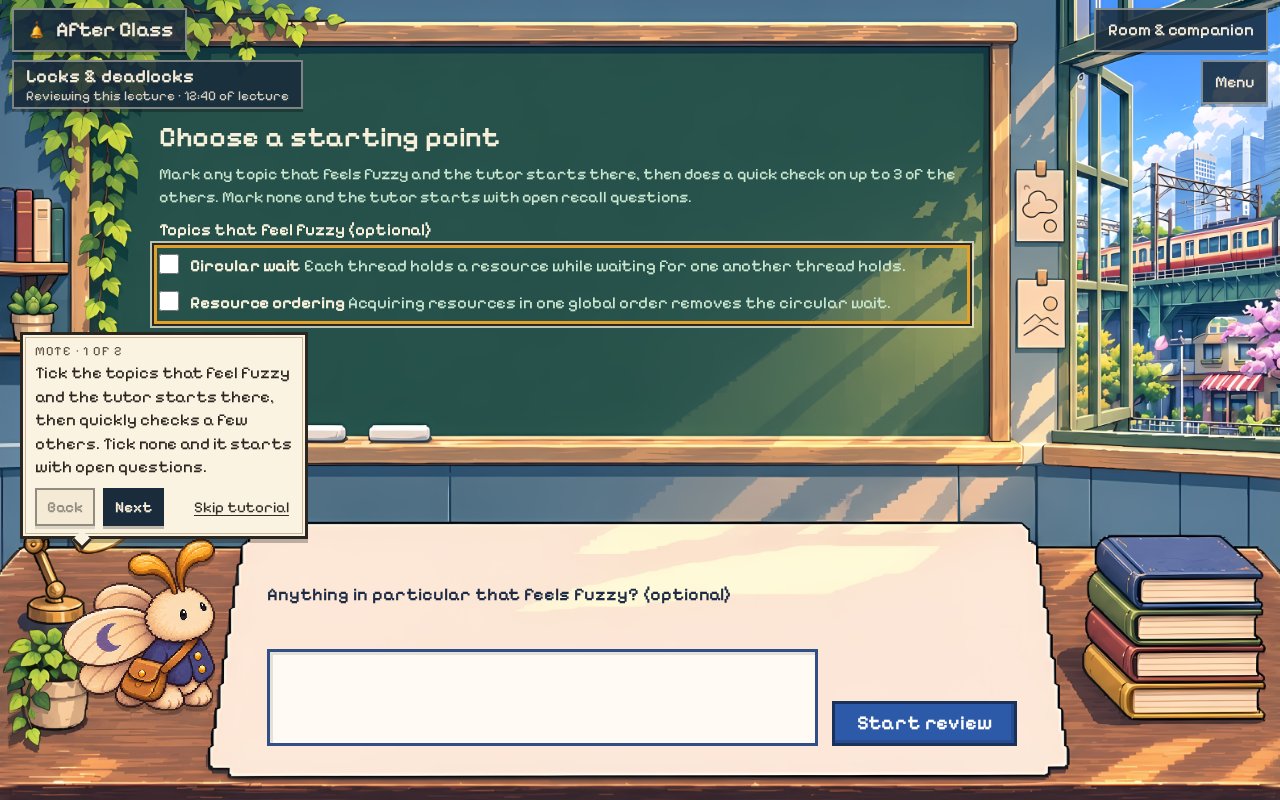 After Class
Room & companion
Locks & deadlocks
Reviewing this lecture · 12:40 of lecture
Menu
Choose a starting point
Mark any topic that feels fuzzy and the tutor starts there, then does a quick check on up to 3 of the
others. Mark none and the tutor starts with open recall questions.
Topics that feel fuzzy (optional)
Circular wait Each thread holds a resource while waiting for one another thread holds.
Resource ordering Acquiring resources in one global order removes the circular wait.
MOTE · 1 OF 2
Tick the topics that feel fuzzy
and the tutor starts there,
then quickly checks a few
others. Tick none and it starts
with open questions.
Back
Next
Skip tutorial
Anything in particular that feels fuzzy? (optional)
Start review